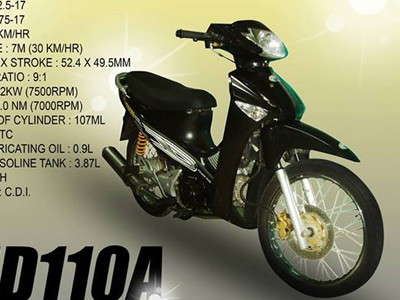 2.5-17
75-17
KM/HR
E : 7M (30 KM/HR)
X STROKE : 52.4 X 49.5MM
RATIO : 9:1
2KW (7500RPM)
.0 NM (7000RPM)
OF CYLINDER : 107ML
TC
RICATING OIL : 0.9L
ASOLINE TANK : 3.87L
H
: C.D.I.
D110A